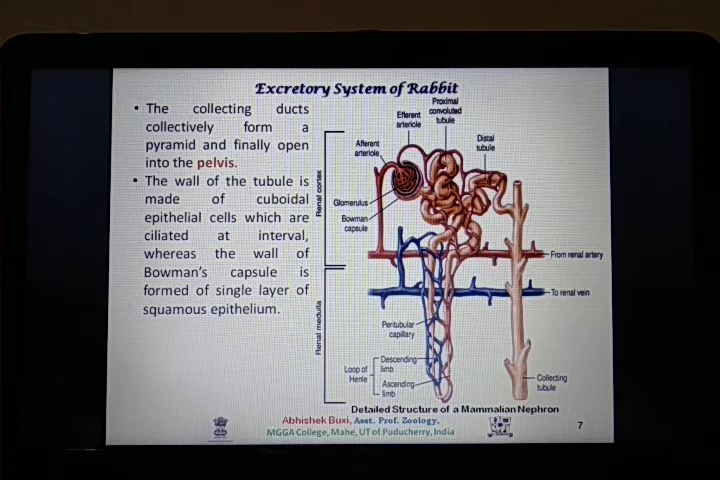 Excretory System of Rabbit
• The collecting ducts
collectively form a
pyramid and finally open
into the pelvis.
• The wall of the tubule is
made of cuboidal
epithelial cells which are
ciliated at interval,
whereas the wall of
Bowman's capsule is
formed of single layer of
squamous epithelium.
Renal cortex
Renal medulla
Proximal
convoluted
tubule
Efferent
arteriole
Afferent
arteriole
Distal
tubule
Glomerulus
Bowman
capsule
From renal artery
To renal vein
Peritubular
capillary
Loop of
Henle
Descending
limb
Ascending
limb
Collecting
tubule
Detailed Structure of a Mammalian Nephron
Abhishek Buxi, Asst. Prof. Zoology,
MGGA College, Mahe, UT of Puducherry, India
7